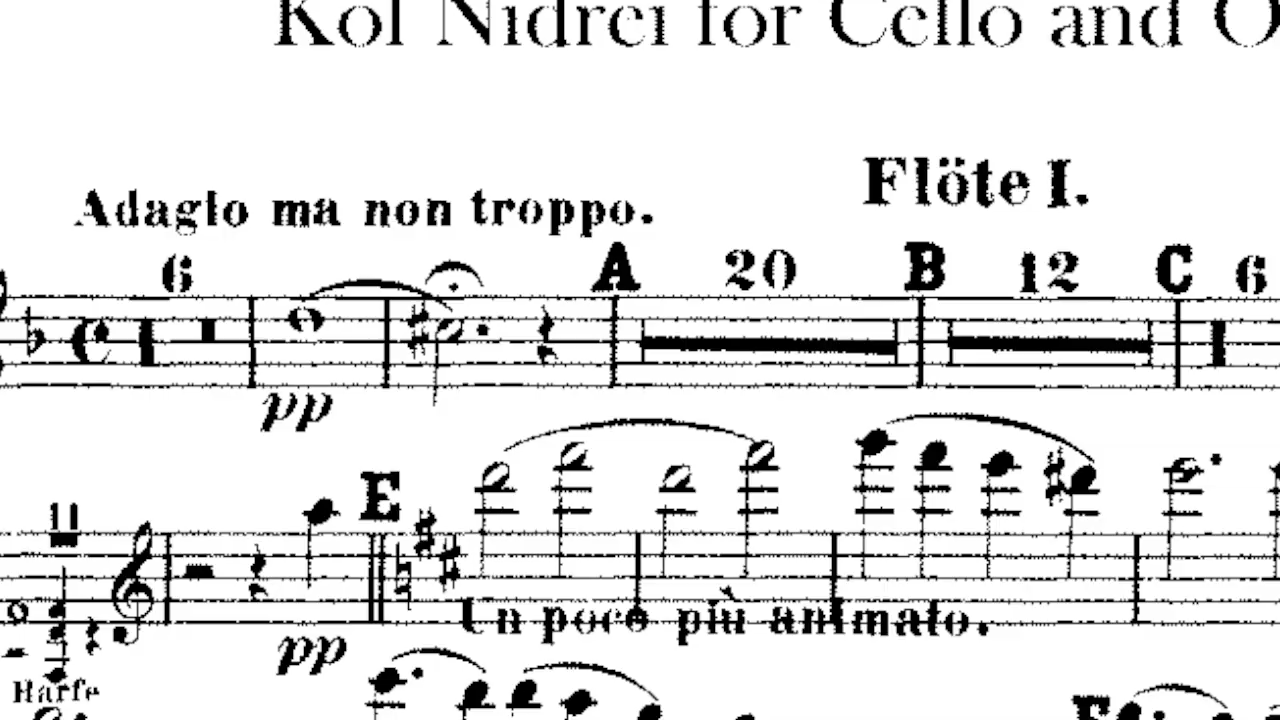 Kol Nidrei for Cello and O
Flöte I.
Adagio ma non troppo.
6 A 20 B 12 C 6
pp
11 E
Un poco più animato.
pp
Harfe
F